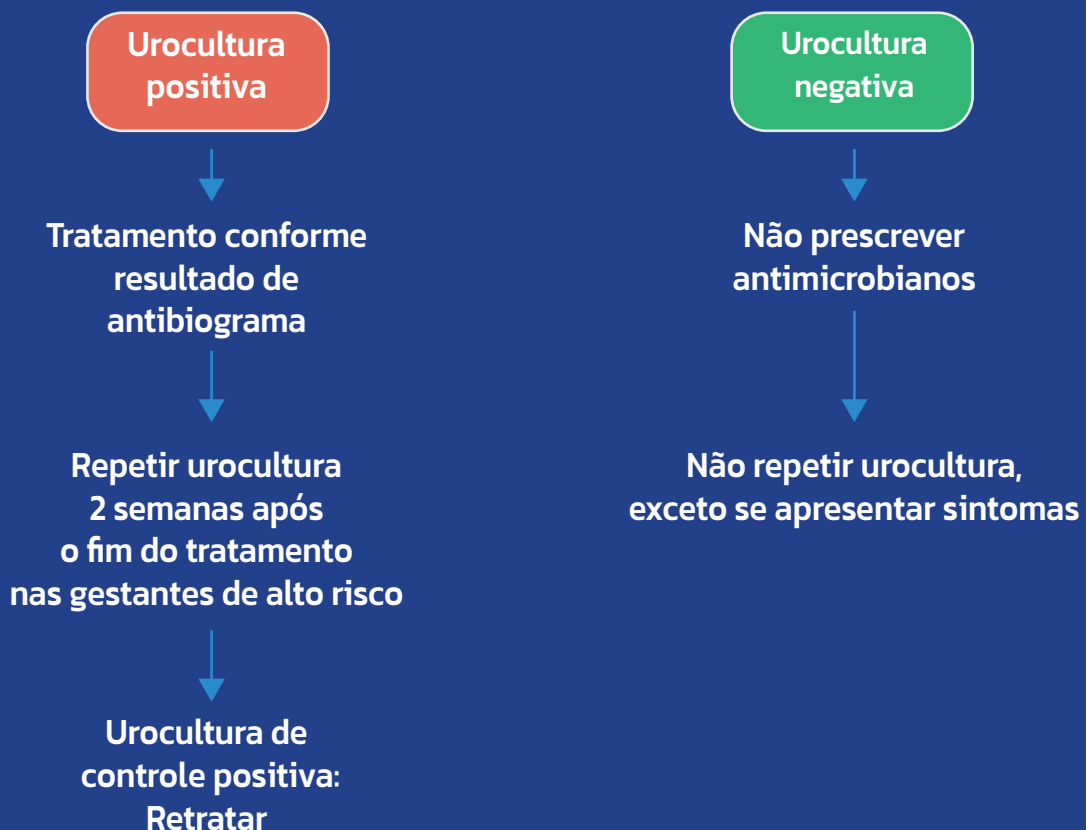 Urocultura
positiva
Tratamento conforme
resultado de
antibiograma
Repetir urocultura
2 semanas após
o fim do tratamento
nas gestantes de alto risco
Urocultura de
controle positiva:
Retratar
Urocultura
negativa
Não prescrever
antimicrobianos
Não repetir urocultura,
exceto se apresentar sintomas